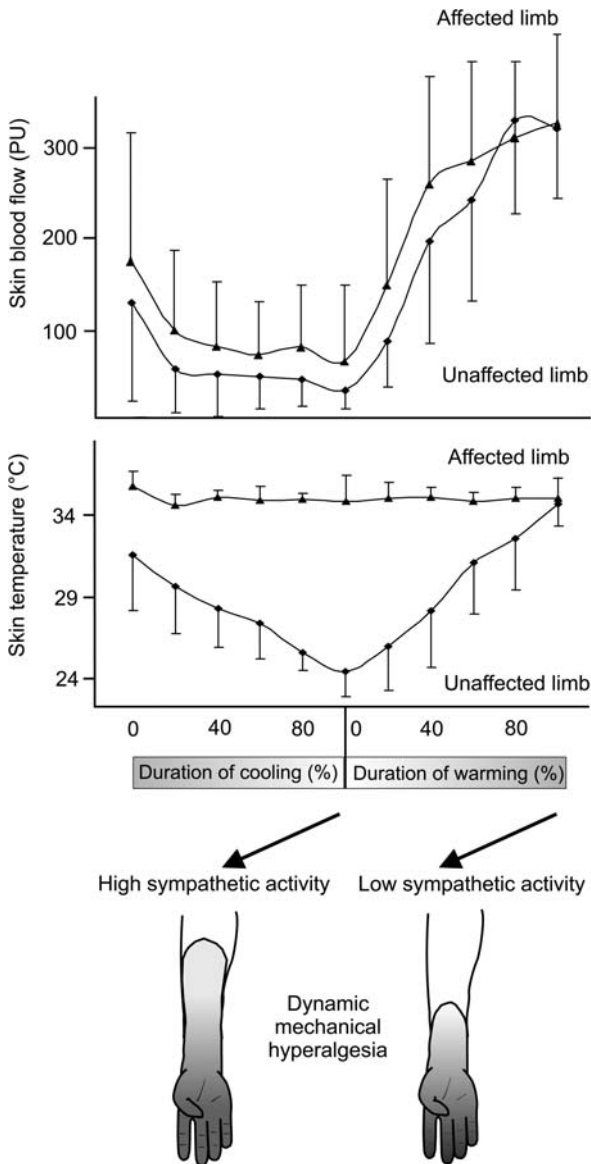 Affected limb
Skin blood flow (PU)
300
200
100
Unaffected limb
Affected limb
Skin temperature (°C)
34
29
24
Unaffected limb
0 40 80 0 40 80
Duration of cooling (%) Duration of warming (%)
High sympathetic activity Low sympathetic activity
Dynamic
mechanical
hyperalgesia